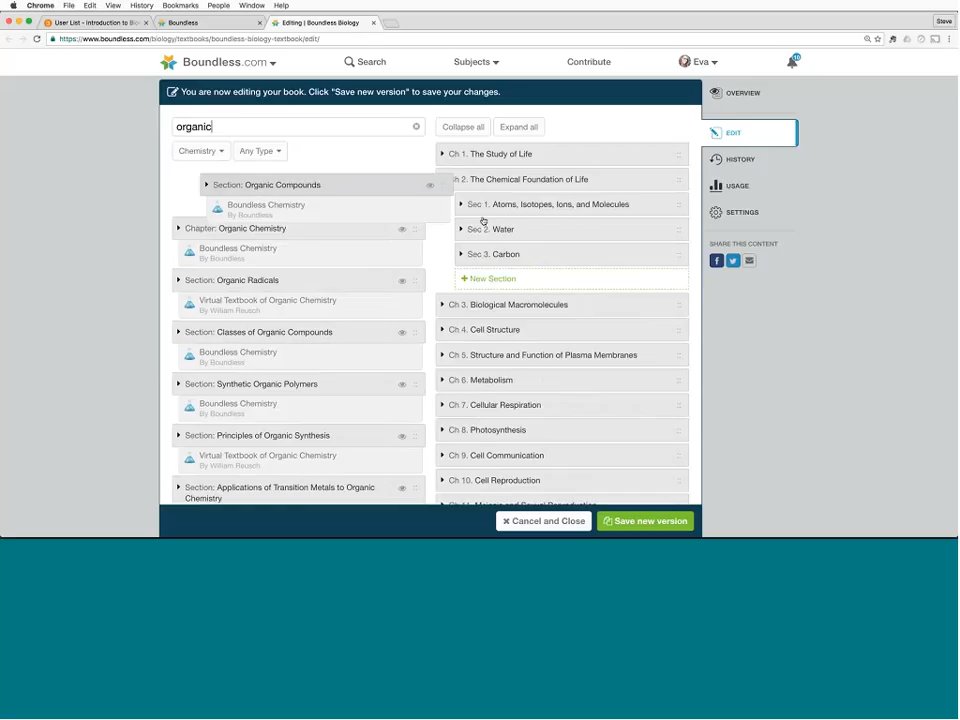 Chrome File Edit View History Bookmarks People Window Help
User List - Introduction to Bio
Boundless
Editing | Boundless Biology
Steve
https://www.boundless.com/biology/textbooks/boundless-biology-textbook/edit/
Boundless.com
Search
Subjects
Contribute
Eva
You are now editing your book. Click "Save new version" to save your changes.
organic
Chemistry
Any Type
Section: Organic Compounds
Boundless Chemistry
By Boundless
Chapter: Organic Chemistry
Boundless Chemistry
By Boundless
Section: Organic Radicals
Virtual Textbook of Organic Chemistry
By William Reusch
Section: Classes of Organic Compounds
Boundless Chemistry
By Boundless
Section: Synthetic Organic Polymers
Boundless Chemistry
By Boundless
Section: Principles of Organic Synthesis
Virtual Textbook of Organic Chemistry
By William Reusch
Section: Applications of Transition Metals to Organic
Chemistry
Collapse all
Expand all
Ch 1. The Study of Life
2. The Chemical Foundation of Life
Sec 1. Atoms, Isotopes, Ions, and Molecules
Sec 2. Water
Sec 3. Carbon
+ New Section
Ch 3. Biological Macromolecules
Ch 4. Cell Structure
Ch 5. Structure and Function of Plasma Membranes
Ch 6. Metabolism
Ch 7. Cellular Respiration
Ch 8. Photosynthesis
Ch 9. Cell Communication
Ch 10. Cell Reproduction
Ch 11. Meiosis and Sexual Reproduction
Cancel and Close
Save new version
OVERVIEW
EDIT
HISTORY
USAGE
SETTINGS
SHARE THIS CONTENT